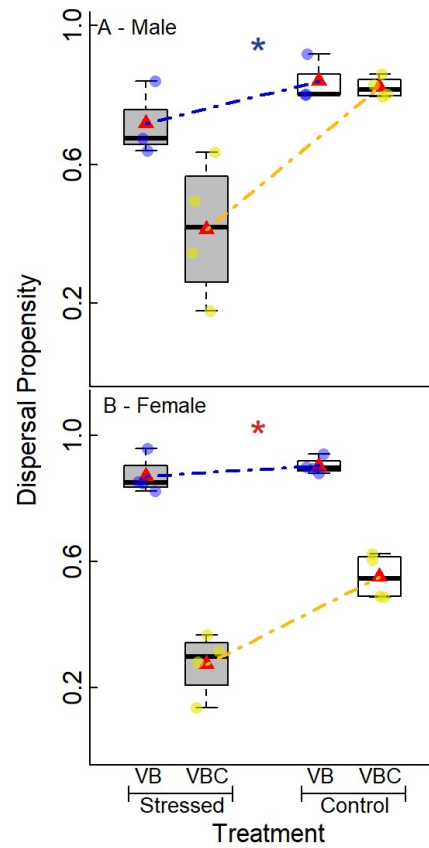 A - Male
*
1.0
0.6
0.2
B - Female
*
1.0
0.6
0.2
Dispersal Propensity
VB VBC VB VBC
Stressed Control
Treatment